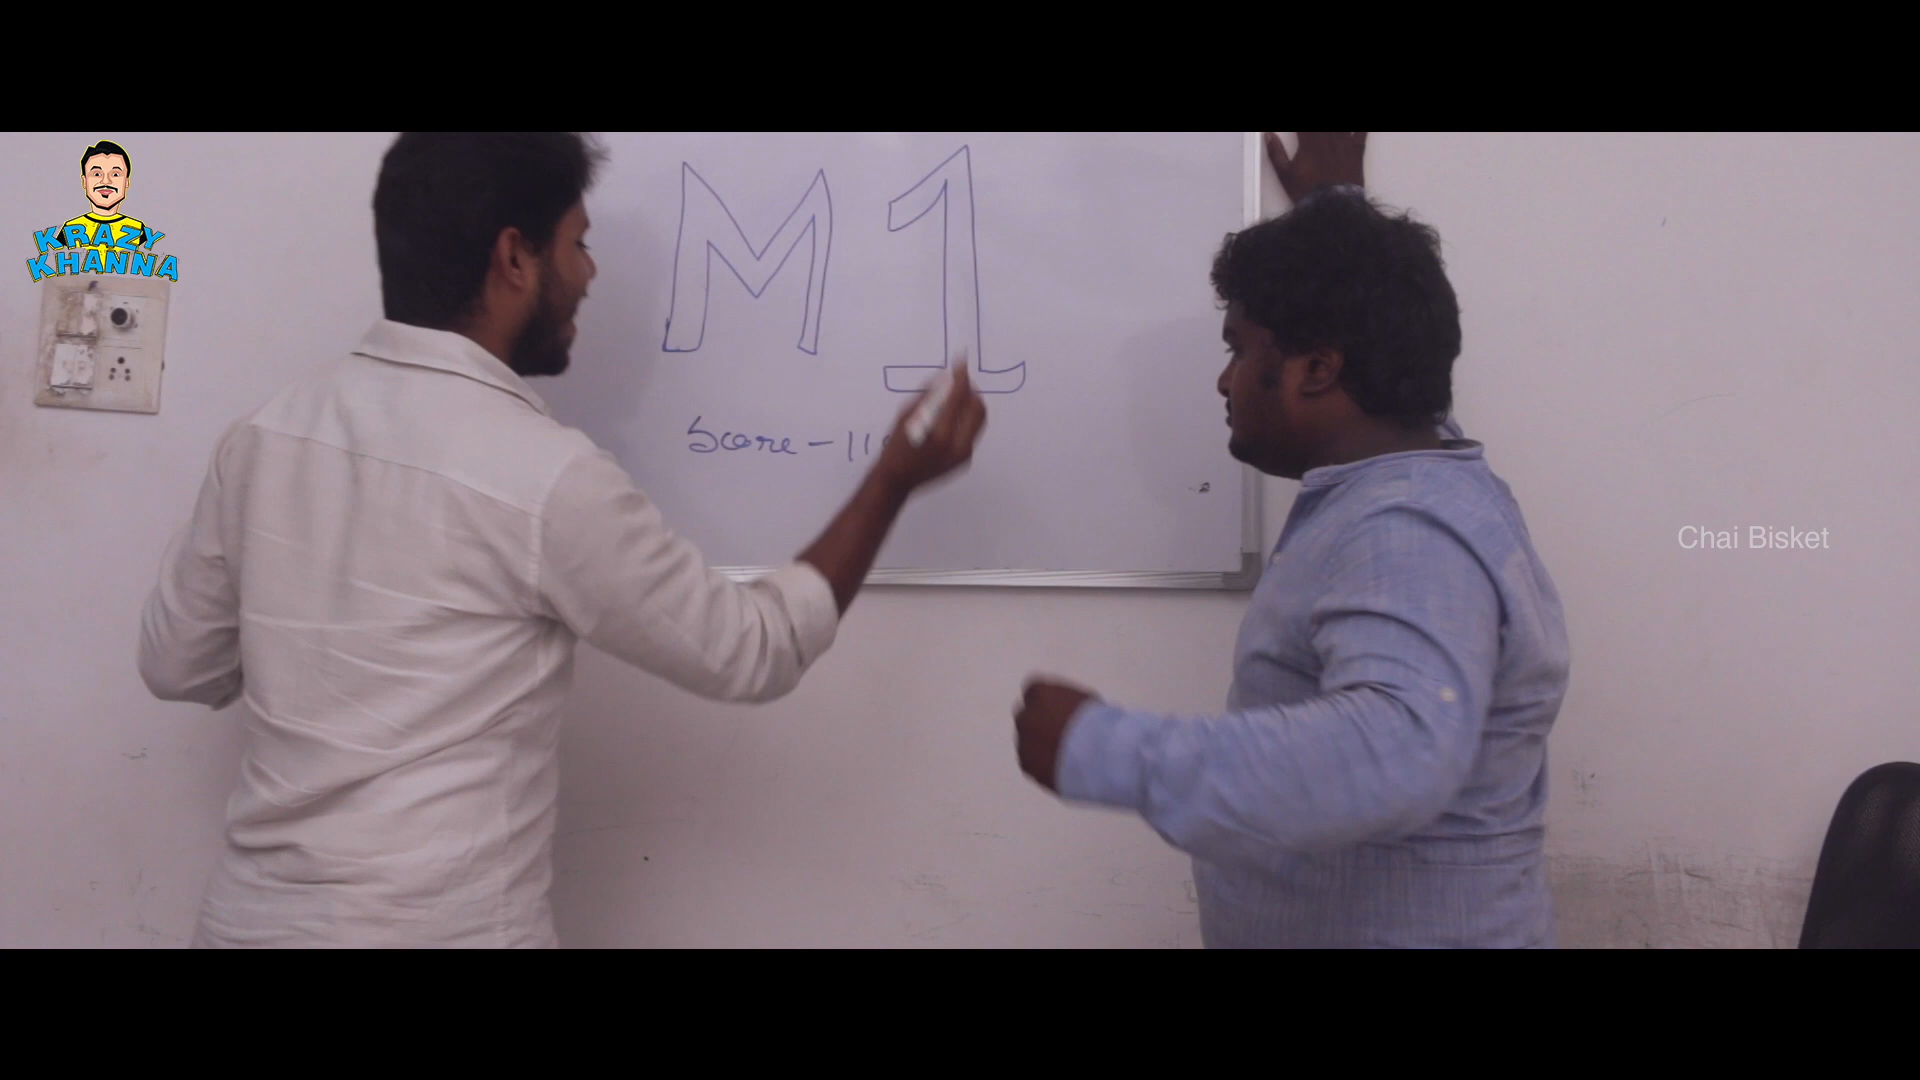 KRAZY
KHANNA
M1
Score - 11
Chai Bisket